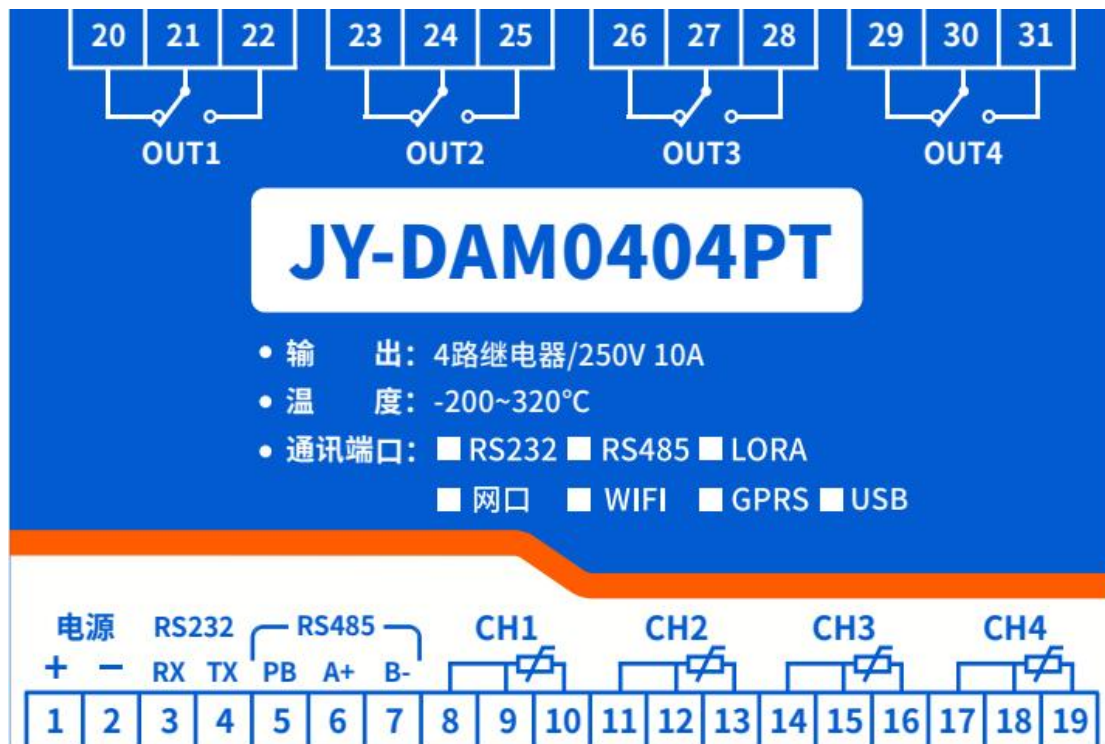 20 21 22 23 24 25 26 27 28 29 30 31
OUT1 OUT2 OUT3 OUT4
JY-DAM0404PT
• 输 出：4路继电器/250V 10A
• 温 度：-200~320℃
• 通讯端口： RS232 RS485 LORA
网口 WIFI GPRS USB
电源 RS232 RS485 CH1 CH2 CH3 CH4
+ − RX TX PB A+ B-
1 2 3 4 5 6 7 8 9 10 11 12 13 14 15 16 17 18 19